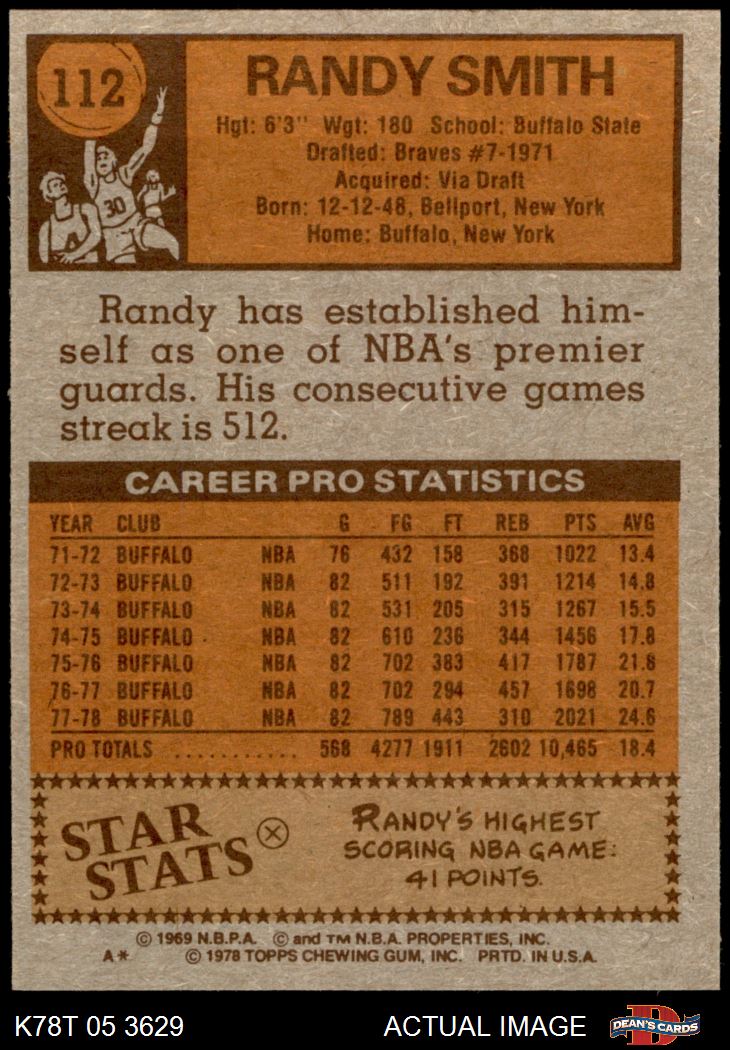 112
RANDY SMITH
Hgt: 6'3" Wgt: 180 School: Buffalo State
Drafted: Braves #7-1971
Acquired: Via Draft
Born: 12-12-48, Bellport, New York
Home: Buffalo, New York
30
Randy has established him-
self as one of NBA's premier
guards. His consecutive games
streak is 512.
CAREER PRO STATISTICS
YEAR CLUB G FG FT REB PTS AVG
71-72 BUFFALO NBA 76 432 158 368 1022 13.4
72-73 BUFFALO NBA 82 511 192 391 1214 14.8
73-74 BUFFALO NBA 82 531 205 315 1267 15.5
74-75 BUFFALO NBA 82 610 236 344 1456 17.8
75-76 BUFFALO NBA 82 702 383 417 1787 21.8
76-77 BUFFALO NBA 82 702 294 457 1698 20.7
77-78 BUFFALO NBA 82 789 443 310 2021 24.6
PRO TOTALS ........... 568 4277 1911 2602 10,465 18.4
STAR
STATS
RANDY'S HIGHEST
SCORING NBA GAME:
41 POINTS.
© 1969 N.B.P.A. © and TM N.B.A. PROPERTIES, INC.
A* © 1978 TOPPS CHEWING GUM, INC. PRTD. IN U.S.A.
K78T 05 3629 ACTUAL IMAGE DEAN'S CARDS